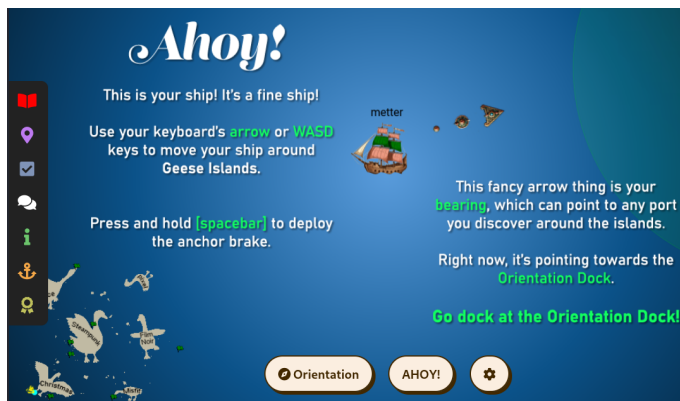 Ahoy!
This is your ship! It's a fine ship!
Use your keyboard's arrow or WASD
keys to move your ship around
Geese Islands.
Press and hold [spacebar] to deploy
the anchor brake.
metter
This fancy arrow thing is your
bearing, which can point to any port
you discover around the islands.
Right now, it's pointing towards the
Orientation Dock.
Go dock at the Orientation Dock!
Steampunk
Film
Noir
Christmas
Orientation
AHOY!